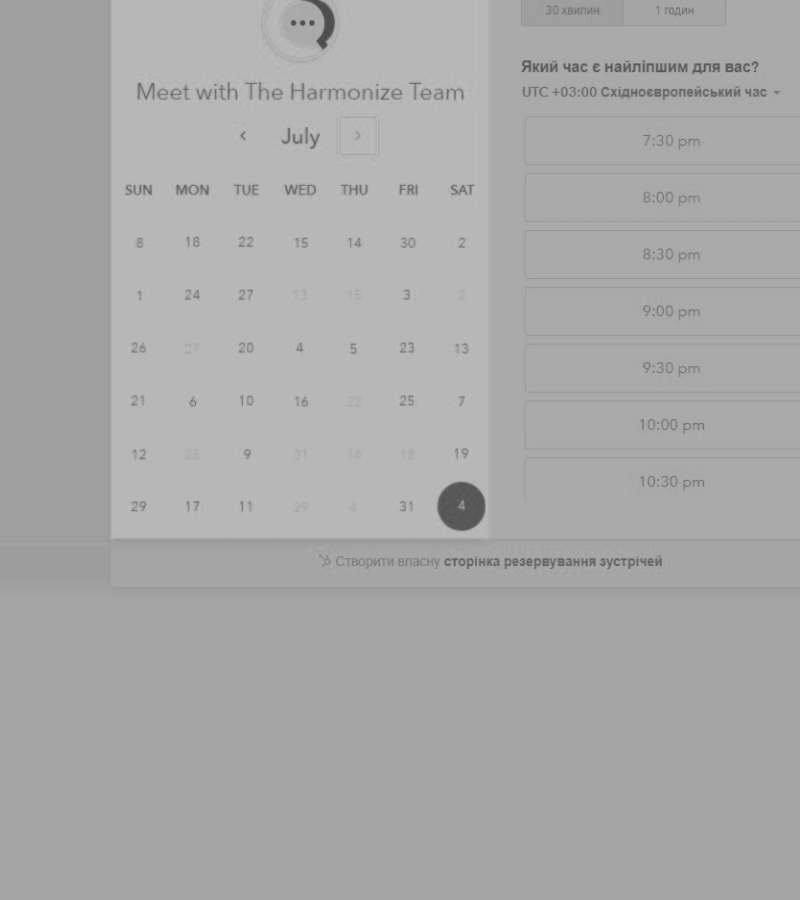 30 хвилин 1 годин
Meet with The Harmonize Team
Який час є найліпшим для вас?
UTC +03:00 Східноєвропейський час
July
SUN MON TUE WED THU FRI SAT
8 18 22 15 14 30 2
1 24 27 13 15 3 2
26 27 20 4 5 23 13
21 6 10 16 22 25 7
12 25 9 31 16 18 19
29 17 11 29 4 31 4
7:30 pm
8:00 pm
8:30 pm
9:00 pm
9:30 pm
10:00 pm
10:30 pm
Створити власну сторінка резервування зустрічей